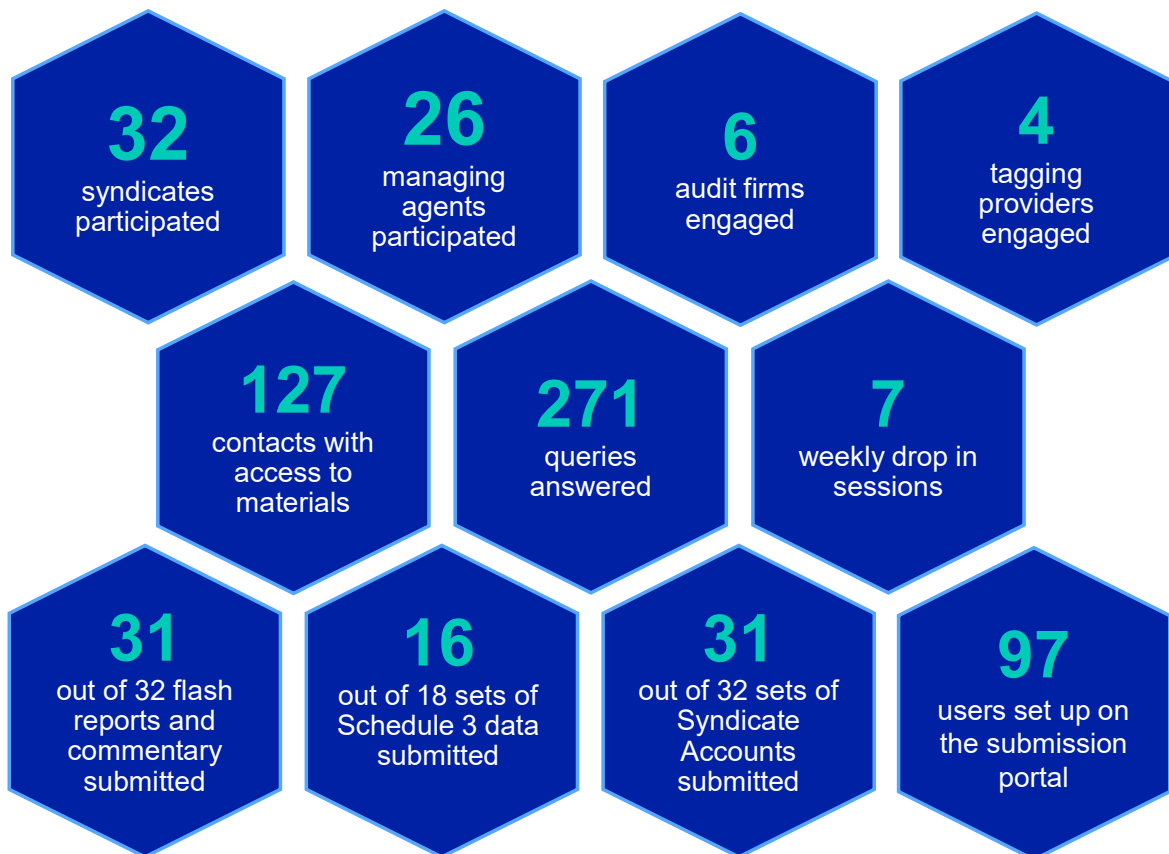 32
syndicates
participated
26
managing
agents
participated
6
audit firms
engaged
4
tagging
providers
engaged
127
contacts with
access to
materials
271
queries
answered
7
weekly drop in
sessions
31
out of 32 flash
reports and
commentary
submitted
16
out of 18 sets of
Schedule 3 data
submitted
31
out of 32 sets of
Syndicate
Accounts
submitted
97
users set up on
the submission
portal